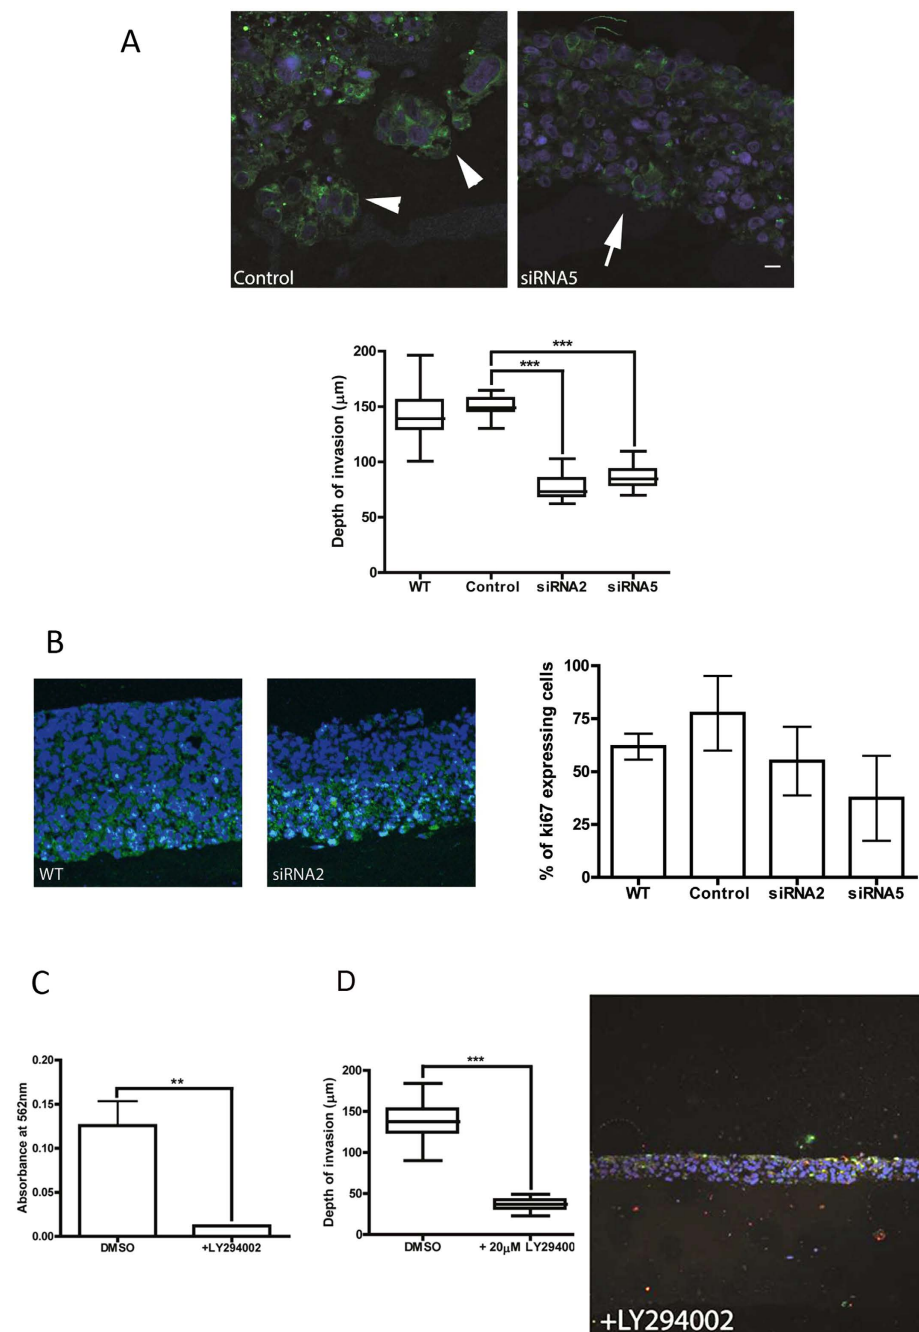 A
Control
siRNA5
200
150
100
50
0
Depth of invasion (μm)
***
***
WT Control siRNA2 siRNA5
B
WT
siRNA2
100
75
50
25
0
% of ki67 expressing cells
WT Control siRNA2 siRNA5
C
0.20
0.15
0.10
0.05
0.00
Absorbance at 562nm
**
DMSO +LY294002
D
200
150
100
50
0
Depth of invasion (μm)
***
DMSO + 20μM LY29400
+LY294002